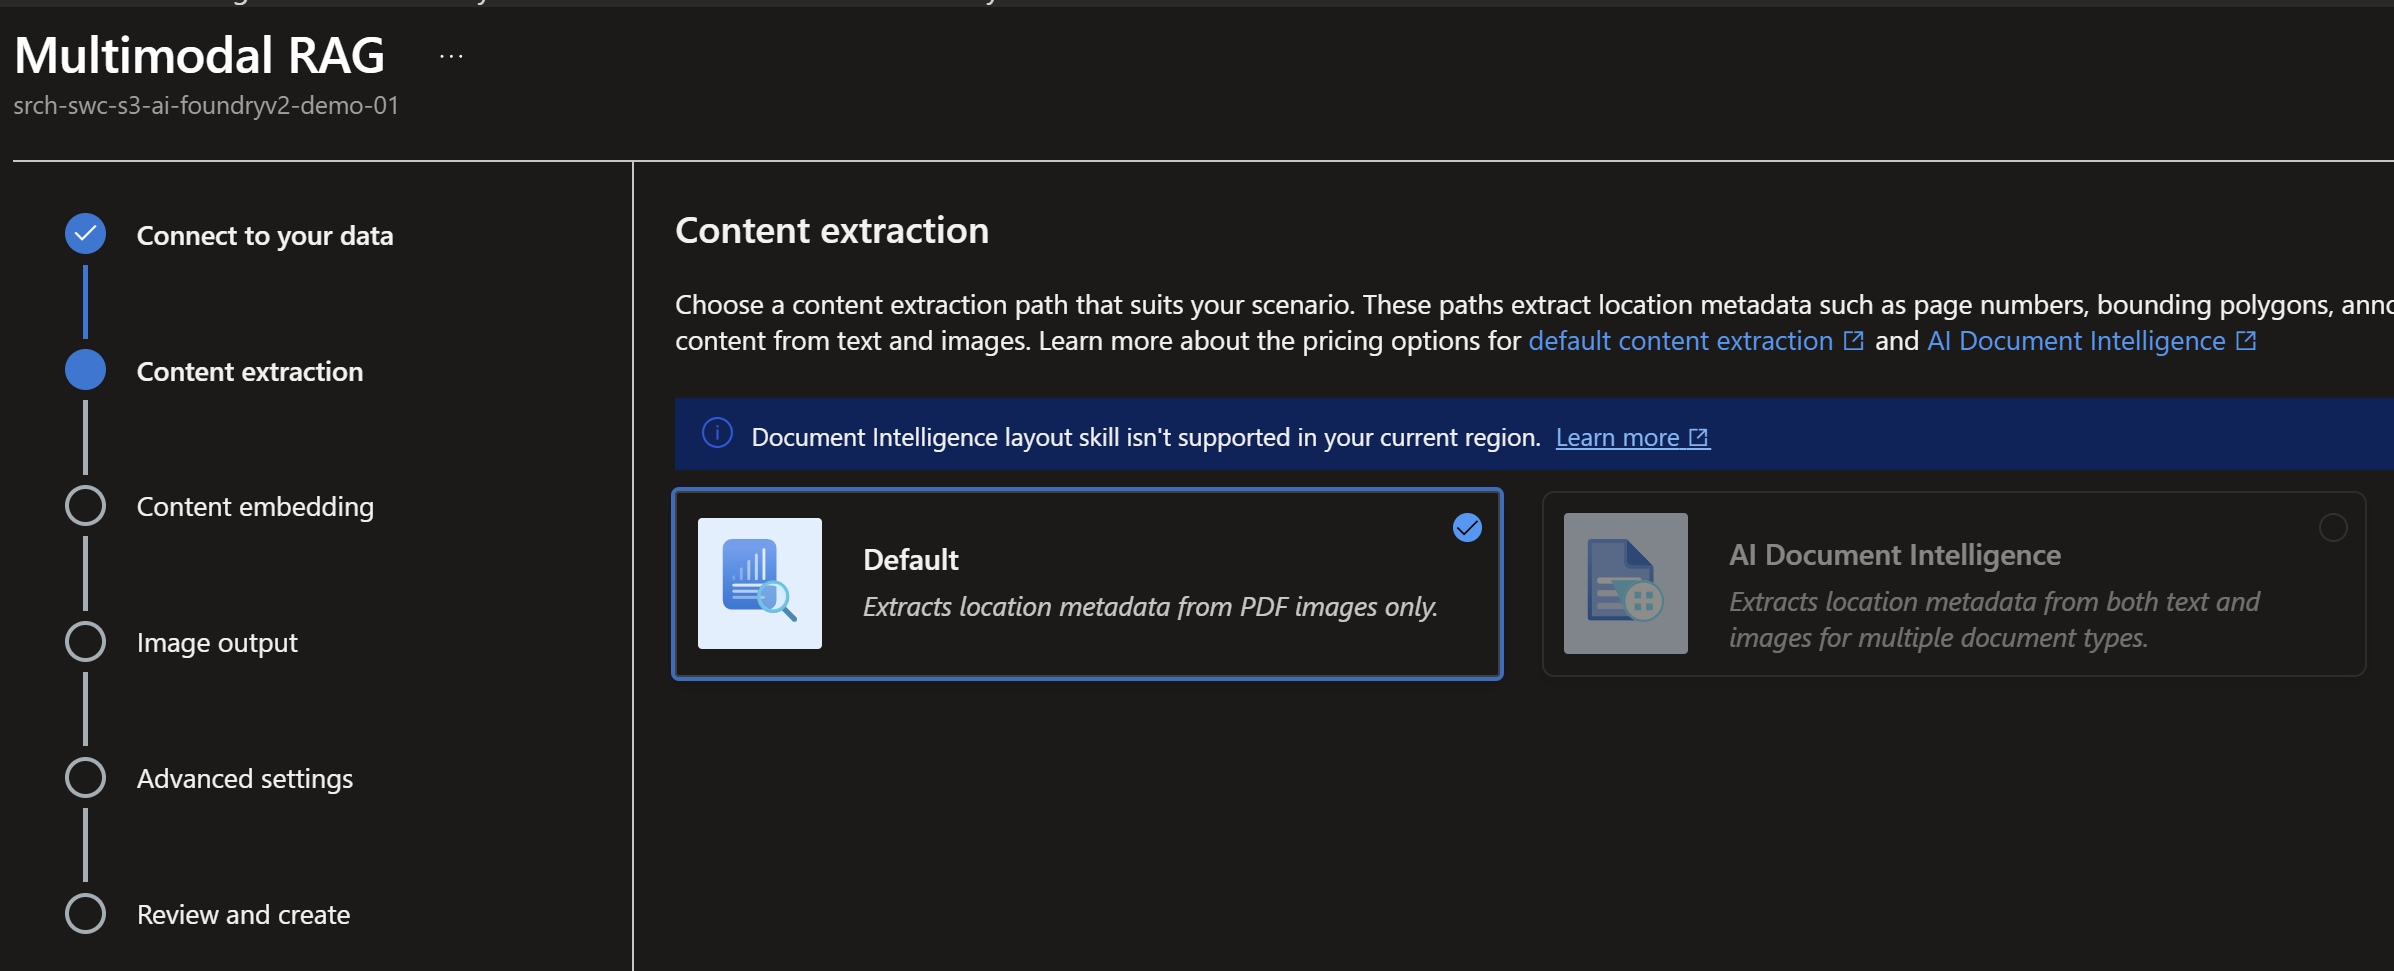 Multimodal RAG ...
srch-swc-s3-ai-foundryv2-demo-01
Connect to your data
Content extraction
Content embedding
Image output
Advanced settings
Review and create
Content extraction
Choose a content extraction path that suits your scenario. These paths extract location metadata such as page numbers, bounding polygons,
content from text and images. Learn more about the pricing options for default content extraction and AI Document Intelligence
Document Intelligence layout skill isn't supported in your current region. Learn more
Default
Extracts location metadata from PDF images only.
AI Document Intelligence
Extracts location metadata from both text and
images for multiple document types.